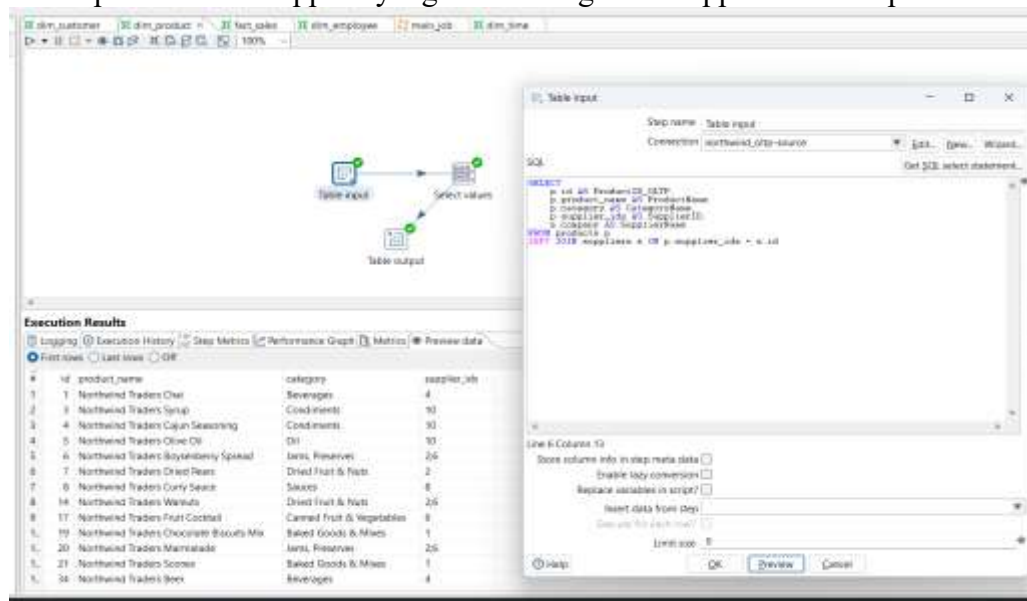 dim_customer dim_product × fact_sales dim_employee main_job dim_time
100%
Table input
Select values
Table output
Execution Results
Logging Execution History Step Metrics Performance Graph Metrics Preview data
First rows Last rows Off
# id product_name category supplier_ids
1 1 Northwind Traders Chai Beverages 4
2 3 Northwind Traders Syrup Condiments 10
3 4 Northwind Traders Cajun Seasoning Condiments 10
4 5 Northwind Traders Olive Oil Oil 10
5 6 Northwind Traders Boysenberry Spread Jams, Preserves 2;6
6 7 Northwind Traders Dried Pears Dried Fruit & Nuts 2
7 8 Northwind Traders Curry Sauce Sauces 8
8 14 Northwind Traders Walnuts Dried Fruit & Nuts 2;6
9 17 Northwind Traders Fruit Cocktail Canned Fruit & Vegetables 6
1.. 19 Northwind Traders Chocolate Biscuits Mix Baked Goods & Mixes 1
1.. 20 Northwind Traders Marmalade Jams, Preserves 2;6
1.. 21 Northwind Traders Scones Baked Goods & Mixes 1
1.. 34 Northwind Traders Beer Beverages 4
Table input
Step name Table input
Connection northwind_oltp-source Edit... New... Wizard...
SQL Get SQL select statement...
SELECT
p.id AS ProductID_OLTP,
p.product_name AS ProductName,
p.category AS CategoryName,
p.supplier_ids AS SupplierID,
s.company AS SupplierName
FROM products p
LEFT JOIN suppliers s ON p.supplier_ids = s.id
Line 6 Column 13
Store column info in step meta data
Enable lazy conversion
Replace variables in script?
Insert data from step
Execute for each row?
Limit size 0
Help OK Preview Cancel